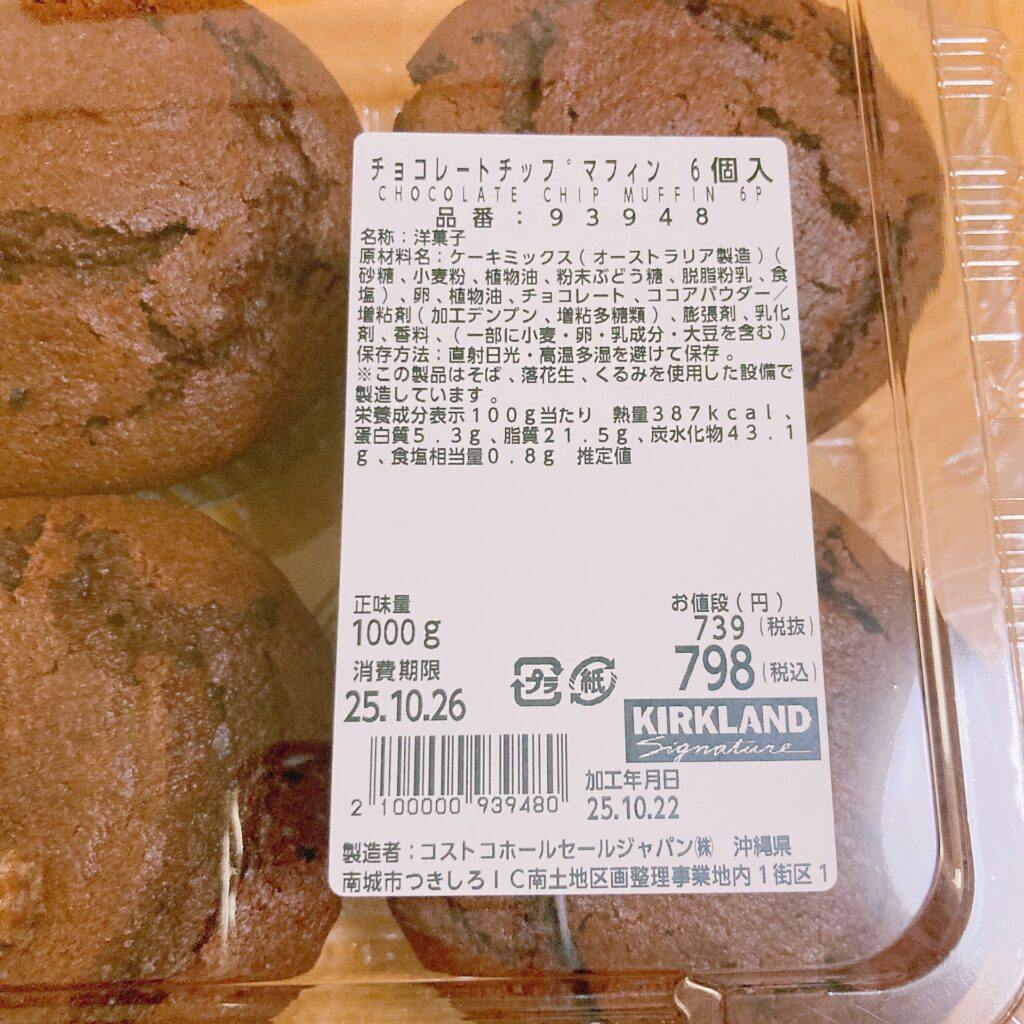 チョコレートチップマフィン 6個入
CHOCOLATE CHIP MUFFIN 6P
品番:93948
名称:洋菓子
原材料名:ケーキミックス(オーストラリア製造)(
砂糖、小麦粉、植物油、粉末ぶどう糖、脱脂粉乳、食
塩)、卵、植物油、チョコレート、ココアパウダー/
増粘剤(加工デンプン、増粘多糖類)、膨張剤、乳化
剤、香料、(一部に小麦・卵・乳成分・大豆を含む)
保存方法:直射日光・高温多湿を避けて保存。
※この製品はそば、落花生、くるみを使用した設備で
製造しています。
栄養成分表示100g当たり 熱量387kcal、
蛋白質5.3g、脂質21.5g、炭水化物43.1
g、食塩相当量0.8g 推定値
正味量
1000g
お値段(円)
739(税抜)
798(税込)
消費期限
25.10.26
プラ
紙
KIRKLAND
Signature
加工年月日
25.10.22
2 100000 939480
製造者:コストコホールセールジャパン㈱ 沖縄県
南城市つきしろIC南土地区画整理事業地内1街区1